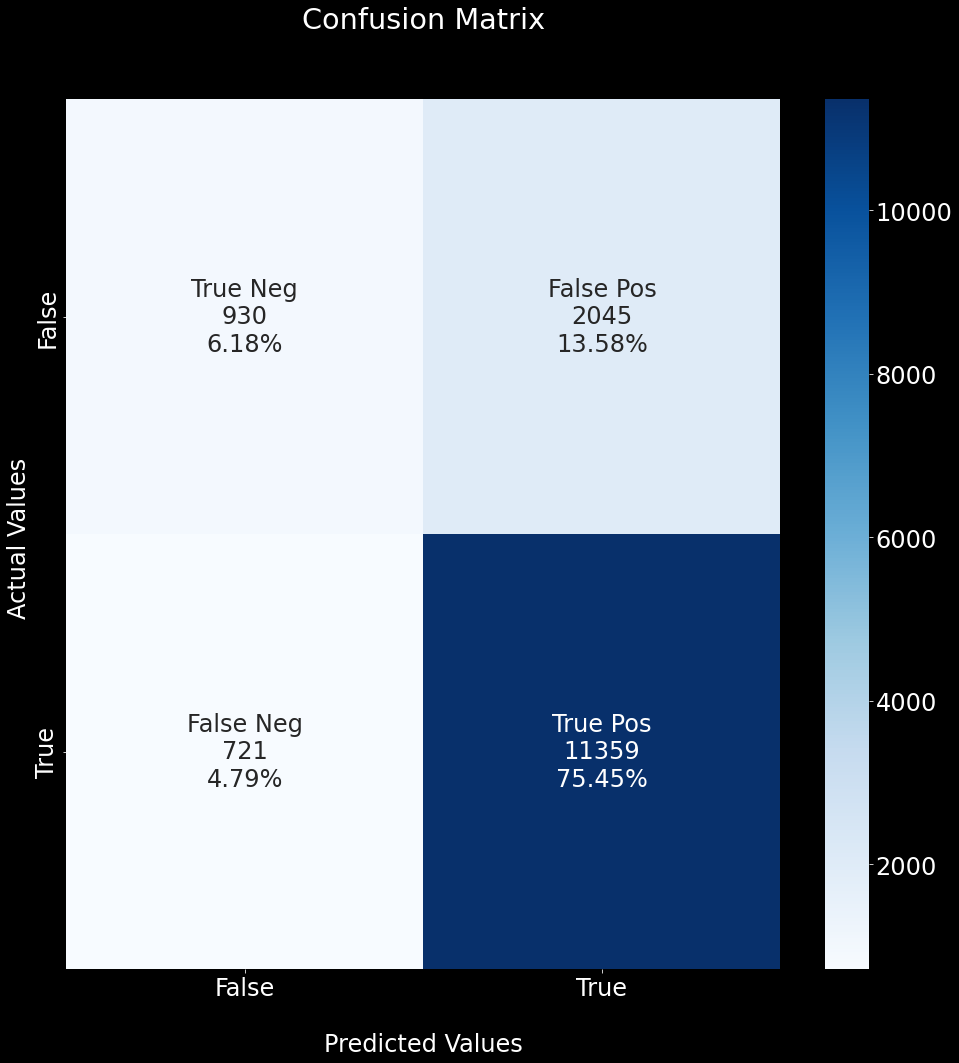 Confusion Matrix
True Neg
930
6.18%
False Pos
2045
13.58%
False Neg
721
4.79%
True Pos
11359
75.45%
False
True
Actual Values
False
True
Predicted Values
10000
8000
6000
4000
2000